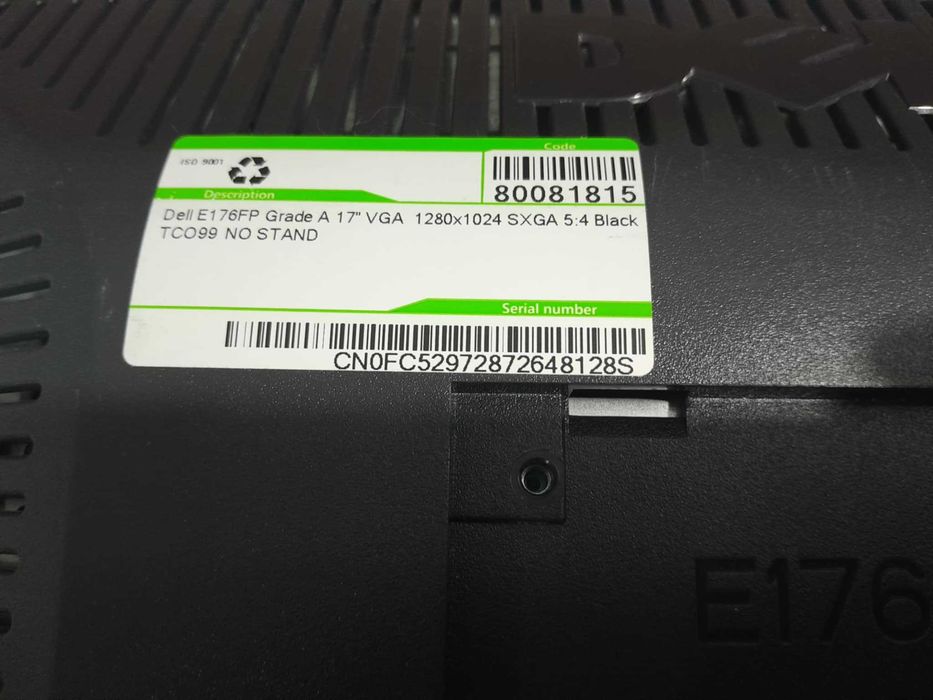 DELL
ISO 9001
Code
80081815
Description
Dell E176FP Grade A 17" VGA 1280x1024 SXGA 5:4 Black
TCO99 NO STAND
Serial number
CN0FC52972872648128S
E176